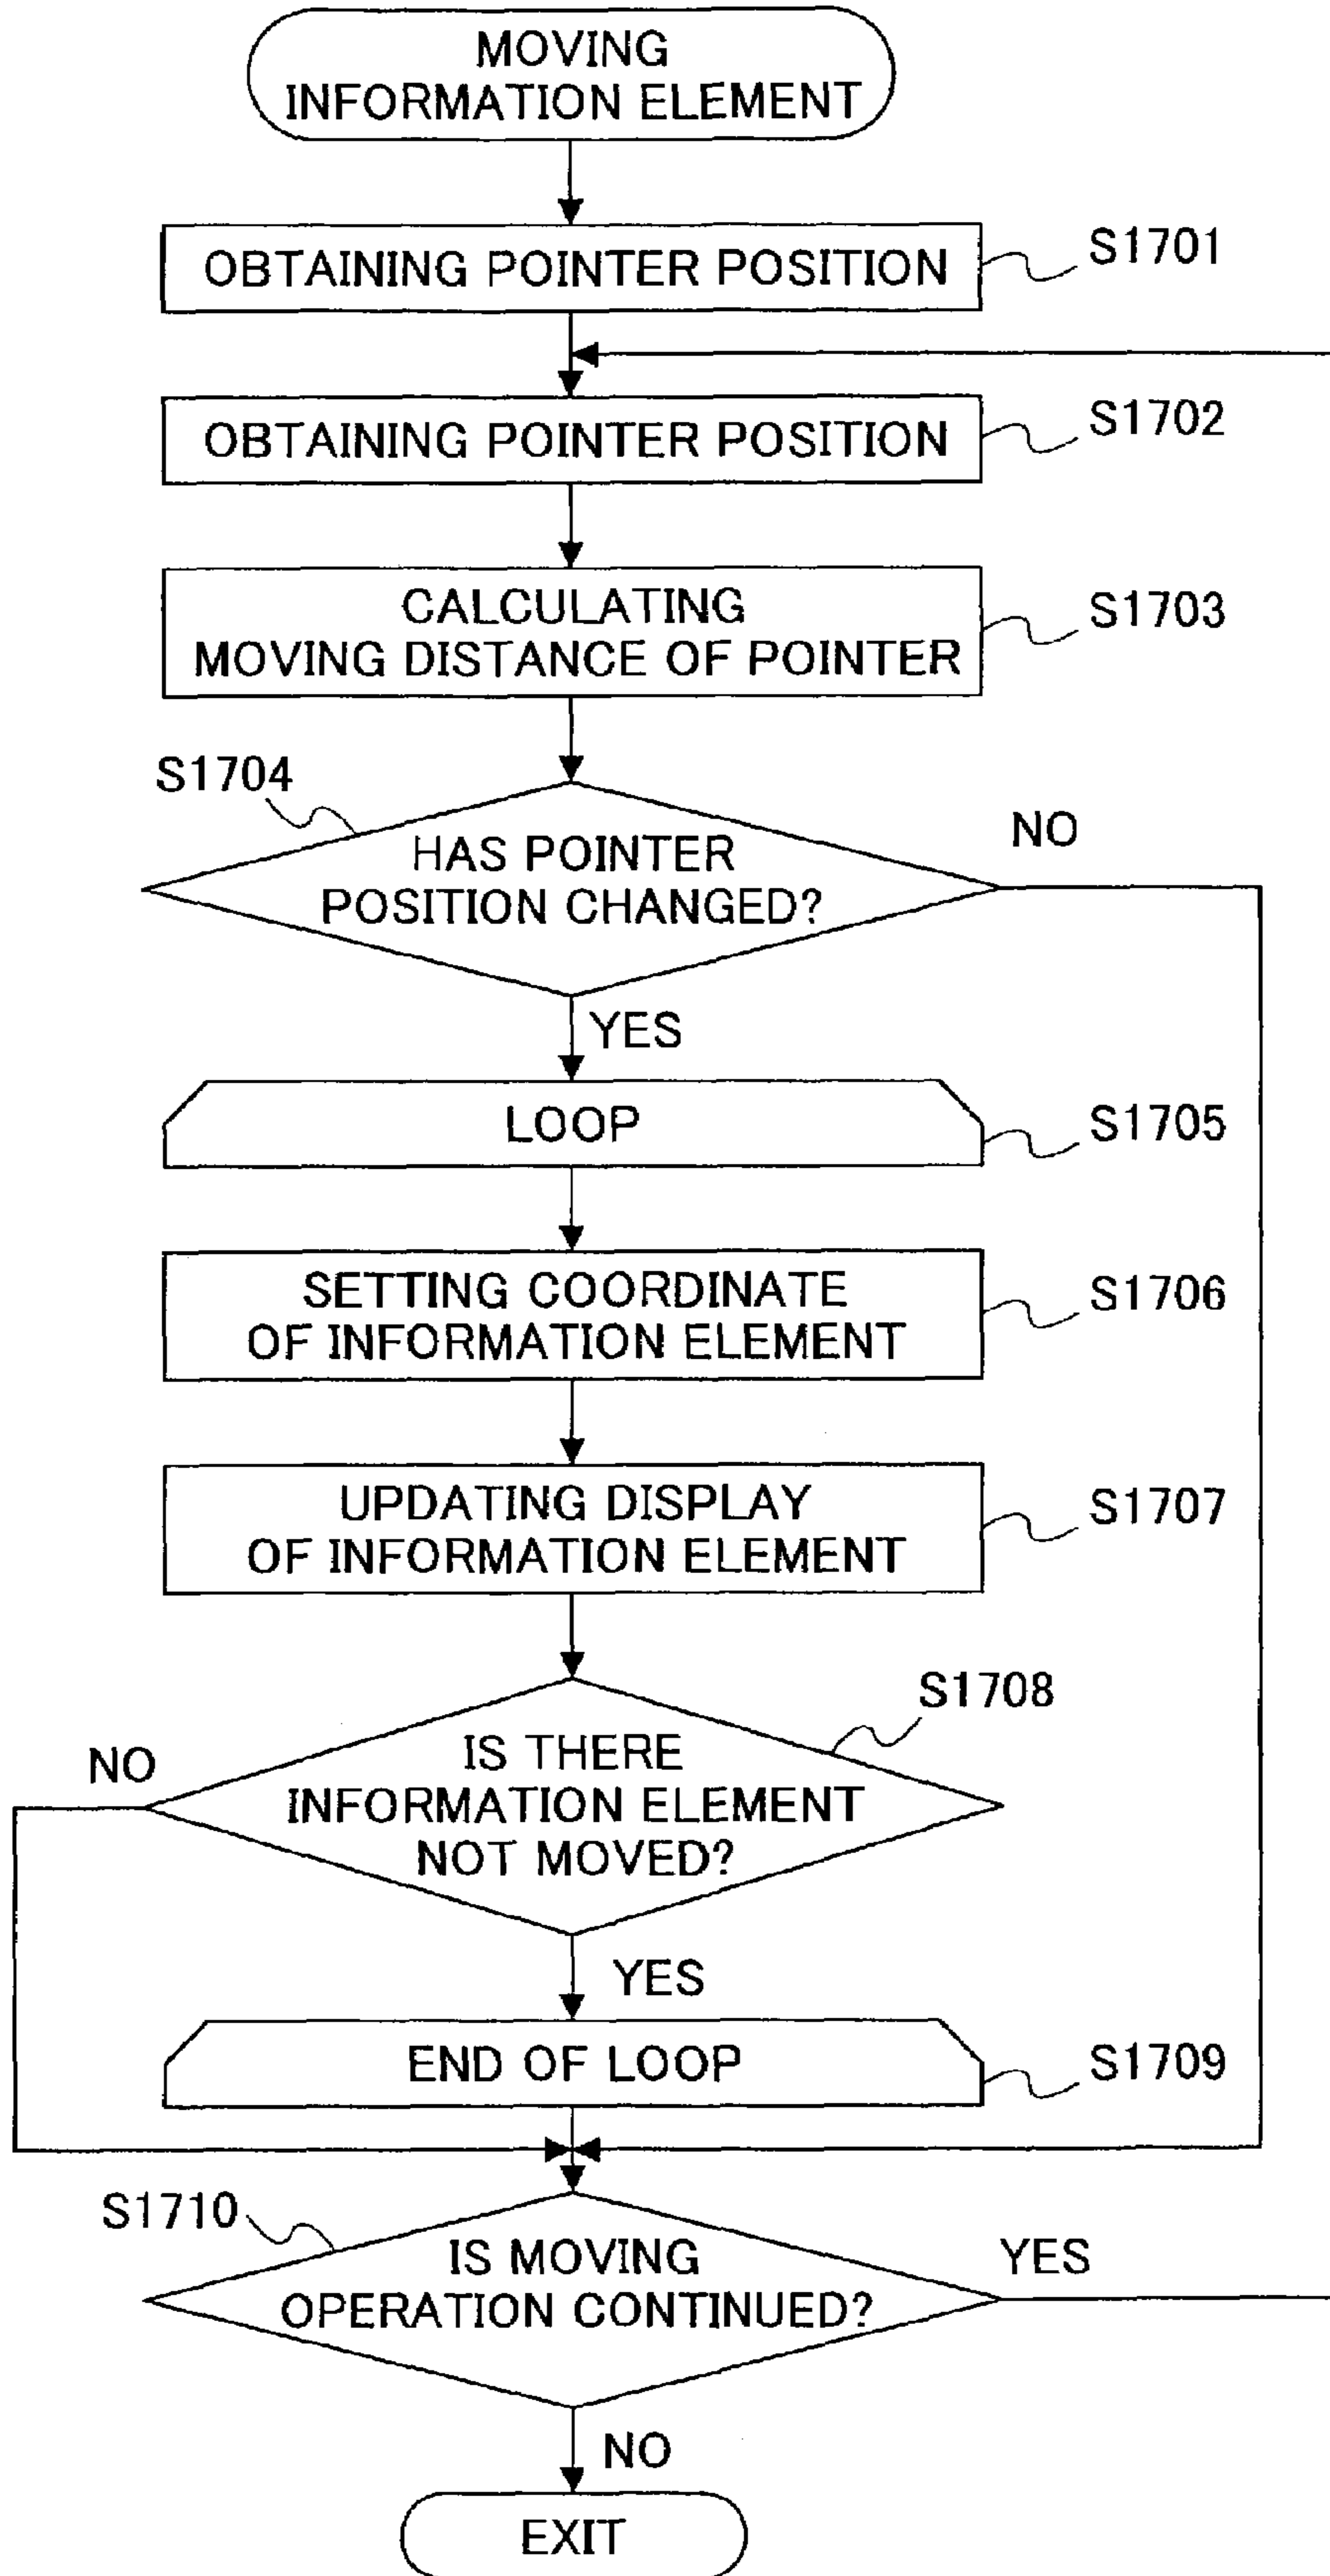 MOVING
INFORMATION ELEMENT
OBTAINING POINTER POSITION
S1701
OBTAINING POINTER POSITION
S1702
CALCULATING
MOVING DISTANCE OF POINTER
S1703
S1704
HAS POINTER
POSITION CHANGED?
NO
YES
LOOP
S1705
SETTING COORDINATE
OF INFORMATION ELEMENT
S1706
UPDATING DISPLAY
OF INFORMATION ELEMENT
S1707
S1708
NO
IS THERE
INFORMATION ELEMENT
NOT MOVED?
YES
END OF LOOP
S1709
S1710
IS MOVING
OPERATION CONTINUED?
YES
NO
EXIT